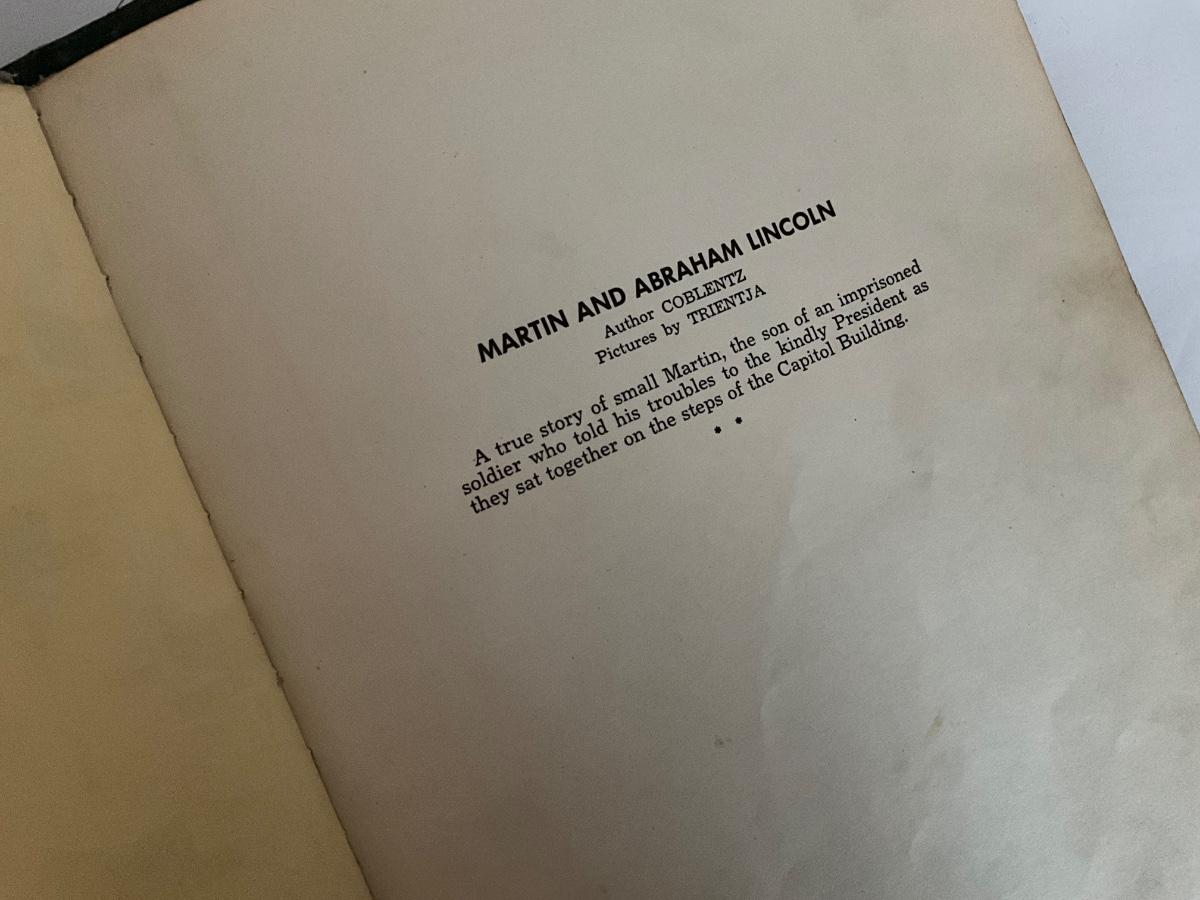 MARTIN AND ABRAHAM LINCOLN
Author COBLENTZ
Pictures by TRIENTJA
A true story of small Martin, the son of an imprisoned
soldier who told his troubles to the kindly President as
they sat together on the steps of the Capitol Building.
* *